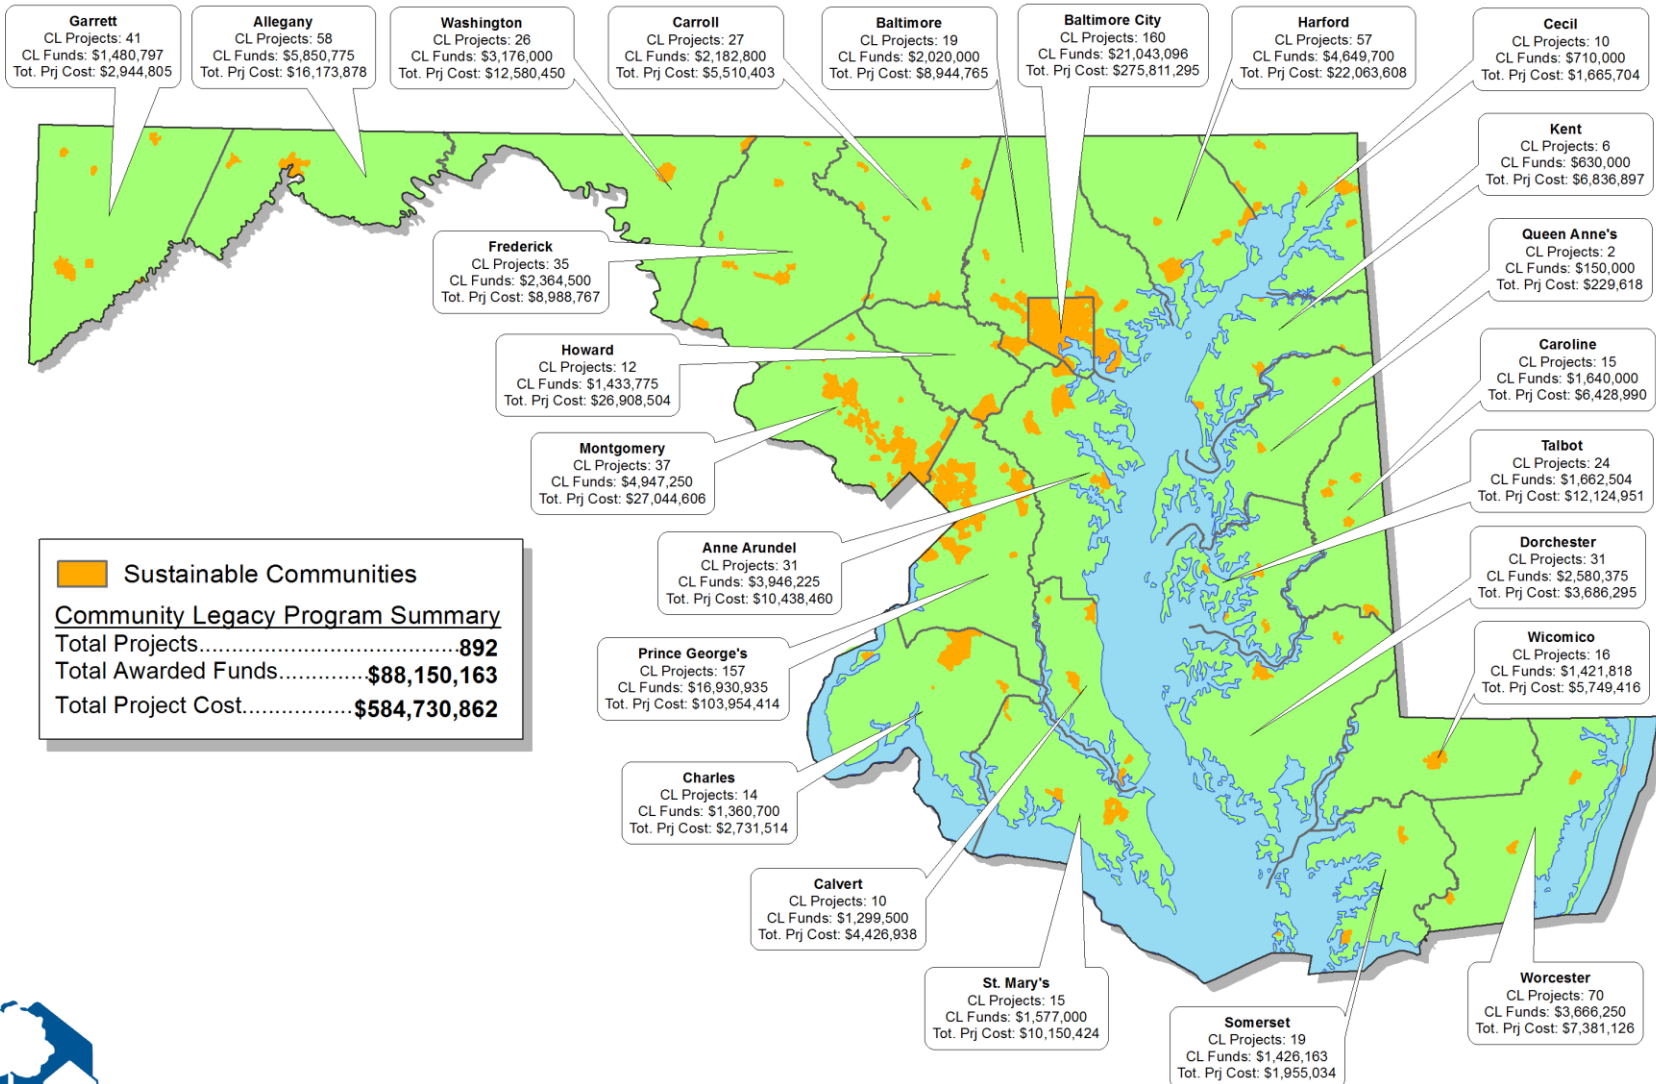 Garrett
CL Projects: 41
CL Funds: $1,480,797
Tot. Prj Cost: $2,944,805
Allegany
CL Projects: 58
CL Funds: $5,850,775
Tot. Prj Cost: $16,173,878
Washington
CL Projects: 26
CL Funds: $3,176,000
Tot. Prj Cost: $12,580,450
Carroll
CL Projects: 27
CL Funds: $2,182,800
Tot. Prj Cost: $5,510,403
Baltimore
CL Projects: 19
CL Funds: $2,020,000
Tot. Prj Cost: $8,944,765
Baltimore City
CL Projects: 160
CL Funds: $21,043,096
Tot. Prj Cost: $275,811,295
Harford
CL Projects: 57
CL Funds: $4,649,700
Tot. Prj Cost: $22,063,608
Cecil
CL Projects: 10
CL Funds: $710,000
Tot. Prj Cost: $1,665,704
Kent
CL Projects: 6
CL Funds: $630,000
Tot. Prj Cost: $6,836,897
Queen Anne's
CL Projects: 2
CL Funds: $150,000
Tot. Prj Cost: $229,618
Frederick
CL Projects: 35
CL Funds: $2,364,500
Tot. Prj Cost: $8,988,767
Howard
CL Projects: 12
CL Funds: $1,433,775
Tot. Prj Cost: $26,908,504
Caroline
CL Projects: 15
CL Funds: $1,640,000
Tot. Prj Cost: $6,428,990
Montgomery
CL Projects: 37
CL Funds: $4,947,250
Tot. Prj Cost: $27,044,606
Talbot
CL Projects: 24
CL Funds: $1,662,504
Tot. Prj Cost: $12,124,951
Anne Arundel
CL Projects: 31
CL Funds: $3,946,225
Tot. Prj Cost: $10,438,460
Dorchester
CL Projects: 31
CL Funds: $2,580,375
Tot. Prj Cost: $3,686,295
Sustainable Communities
Community Legacy Program Summary
Total Projects....................................892
Total Awarded Funds.............$88,150,163
Total Project Cost.................$584,730,862
Prince George's
CL Projects: 157
CL Funds: $16,930,935
Tot. Prj Cost: $103,954,414
Wicomico
CL Projects: 16
CL Funds: $1,421,818
Tot. Prj Cost: $5,749,416
Charles
CL Projects: 14
CL Funds: $1,360,700
Tot. Prj Cost: $2,731,514
Calvert
CL Projects: 10
CL Funds: $1,299,500
Tot. Prj Cost: $4,426,938
St. Mary's
CL Projects: 15
CL Funds: $1,577,000
Tot. Prj Cost: $10,150,424
Somerset
CL Projects: 19
CL Funds: $1,426,163
Tot. Prj Cost: $1,955,034
Worcester
CL Projects: 70
CL Funds: $3,666,250
Tot. Prj Cost: $7,381,126